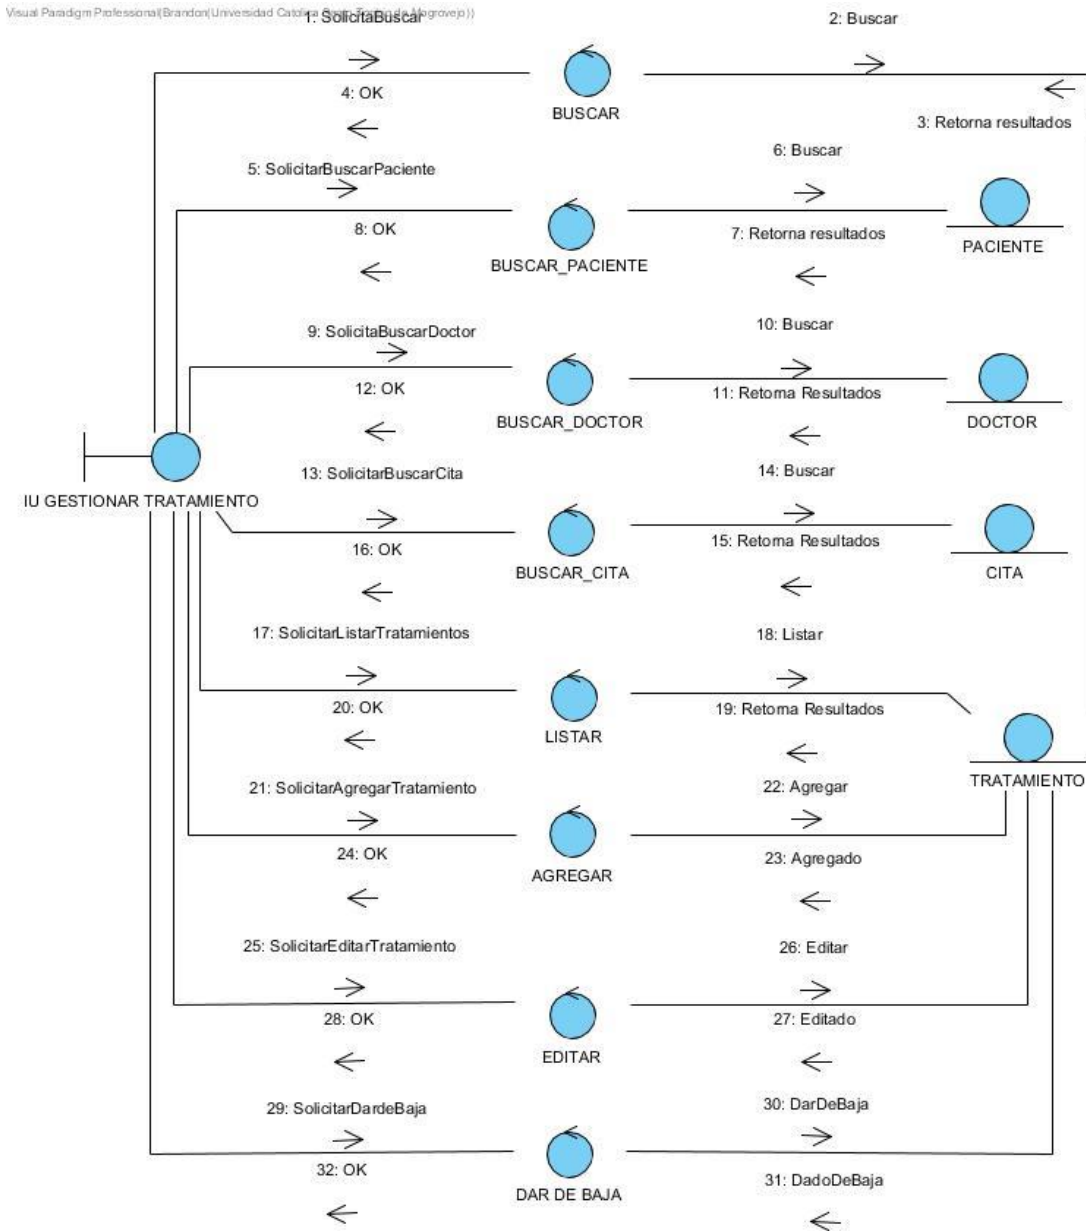 Visual Paradigm Professional(Brandon(Universidad Catolica Santo Toribio de Mogrovejo))
1: SolicitaBuscar
2: Buscar
4: OK
BUSCAR
3: Retorna resultados
5: SolicitarBuscarPaciente
6: Buscar
8: OK
7: Retorna resultados
BUSCAR_PACIENTE
PACIENTE
9: SolicitaBuscarDoctor
10: Buscar
12: OK
11: Retorna Resultados
BUSCAR_DOCTOR
DOCTOR
13: SolicitarBuscarCita
14: Buscar
IU GESTIONAR TRATAMIENTO
16: OK
15: Retorna Resultados
BUSCAR_CITA
CITA
17: SolicitarListarTratamientos
18: Listar
20: OK
19: Retorna Resultados
LISTAR
TRATAMIENTO
21: SolicitarAgregarTratamiento
22: Agregar
24: OK
23: Agregado
AGREGAR
25: SolicitarEditarTratamiento
26: Editar
28: OK
27: Editado
EDITAR
29: SolicitarDardeBaja
30: DarDeBaja
32: OK
31: DadoDeBaja
DAR DE BAJA